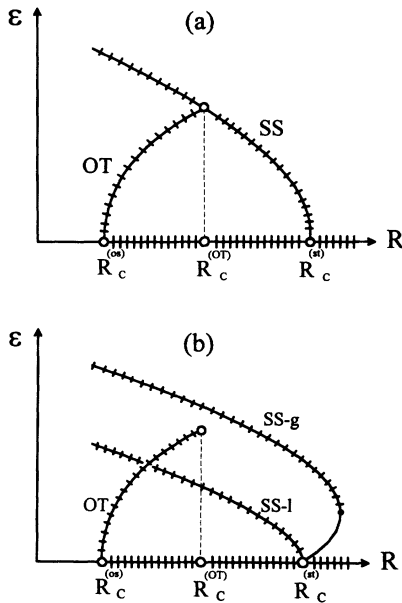 (a)
ε
SS
OT
R
R c (os) R c (OT) R c (st)
(b)
ε
SS-g
OT
SS-l
R
R c (os) R c (OT) R c (st)